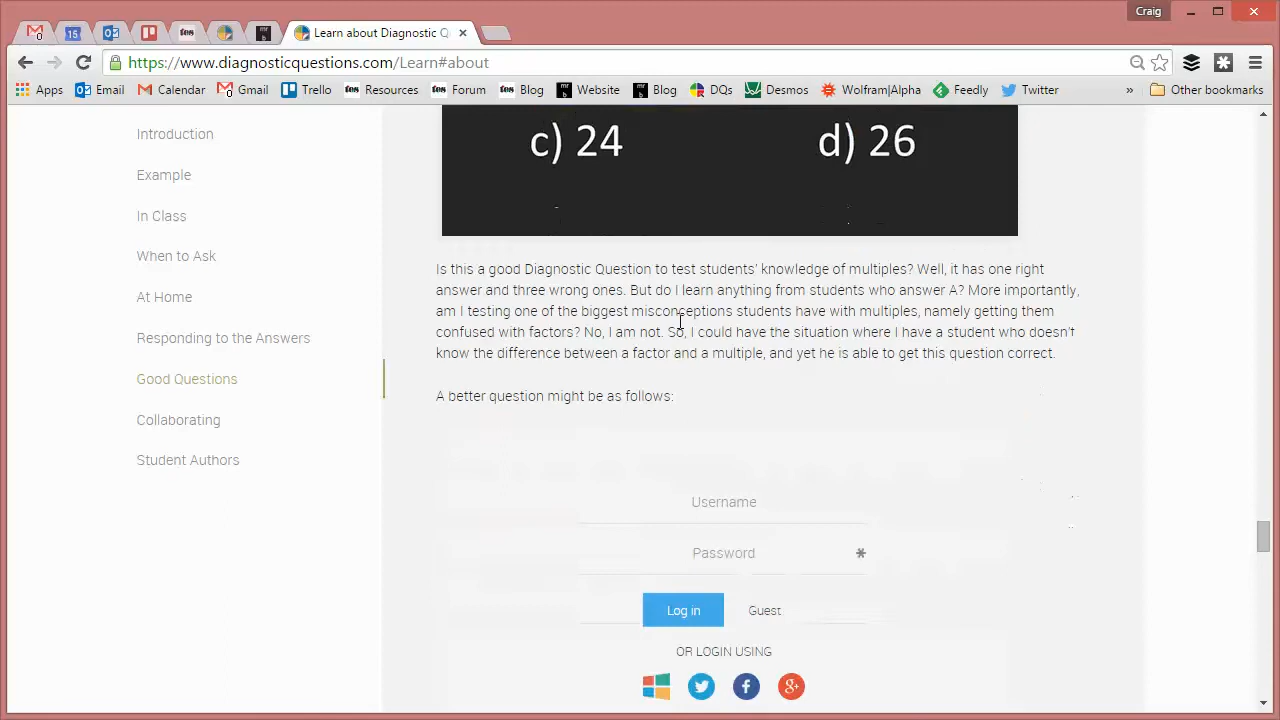 Craig
Learn about Diagnostic Q
https://www.diagnosticquestions.com/Learn#about
Apps Email Calendar Gmail Trello tes Resources tes Forum tes Blog Website Blog DQs Desmos Wolfram|Alpha Feedly Twitter » Other bookmarks
Introduction
Example
In Class
When to Ask
At Home
Responding to the Answers
Good Questions
Collaborating
Student Authors
c) 24 d) 26
Is this a good Diagnostic Question to test students' knowledge of multiples? Well, it has one right
answer and three wrong ones. But do I learn anything from students who answer A? More importantly,
am I testing one of the biggest misconceptions students have with multiples, namely getting them
confused with factors? No, I am not. So, I could have the situation where I have a student who doesn't
know the difference between a factor and a multiple, and yet he is able to get this question correct.
A better question might be as follows:
Username
Password
Log in Guest
OR LOGIN USING